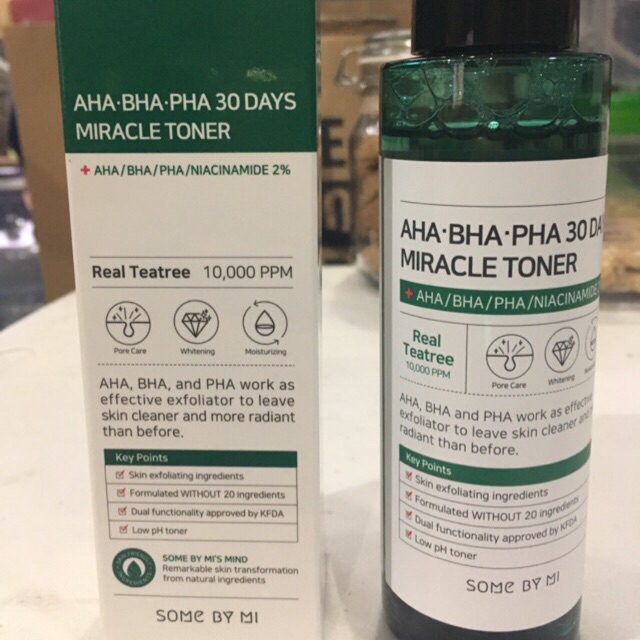 AHA·BHA·PHA 30 DAYS
MIRACLE TONER
+ AHA/BHA/PHA/NIACINAMIDE 2%
Real Teatree 10,000 PPM
Pore Care
Whitening
Moisturizing
AHA, BHA, and PHA work as
effective exfoliator to leave
skin cleaner and more radiant
than before.
Key Points
Skin exfoliating ingredients
Formulated WITHOUT 20 ingredients
Dual functionality approved by KFDA
Low pH toner
SOME BY MI'S MIND
Remarkable skin transformation
from natural ingredients
SOME BY MI
AHA·BHA·PHA 30 DA
MIRACLE TONER
+ AHA/BHA/PHA/NIACINAMIDE
Real
Teatree
10,000 PPM
Pore Care
Whitening
AHA, BHA and PHA work as effective
exfoliator to leave skin cleaner and
radiant than before.
Key Points
Skin exfoliating ingredients
Formulated WITHOUT 20 ingredients
Dual functionality approved by KFDA
Low pH toner
SOME BY MI